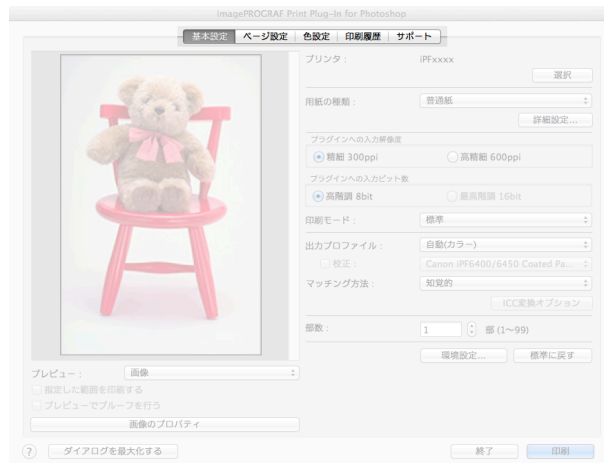 imagePROGRAF Print Plug-In for Photoshop
基本設定 ページ設定 色設定 印刷履歴 サポート
プリンタ： iPFxxxx
選択
用紙の種類： 普通紙
詳細設定...
プラグインへの入力解像度
精細 300ppi 高精細 600ppi
プラグインへの入力ビット数
高階調 8bit 最高階調 16bit
印刷モード： 標準
出力プロファイル： 自動(カラー)
校正： Canon iPF6400/6450 Coated Pa...
マッチング方法： 知覚的
ICC変換オプション
部数： 1 部 (1〜99)
環境設定... 標準に戻す
プレビュー： 画像
指定した範囲を印刷する
プレビューでプルーフを行う
画像のプロパティ
? ダイアログを最大化する 終了 印刷